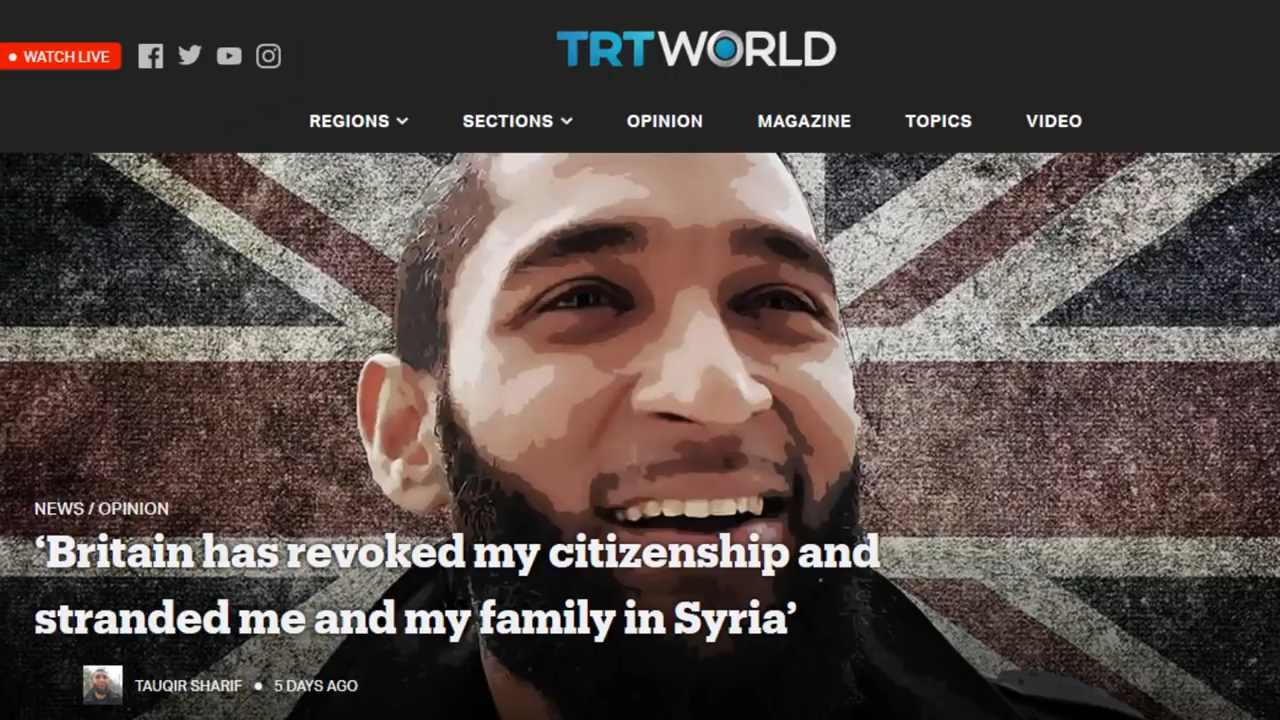 WATCH LIVE
TRTWORLD
REGIONS
SECTIONS
OPINION
MAGAZINE
TOPICS
VIDEO
NEWS / OPINION
‘Britain has revoked my citizenship and
stranded me and my family in Syria’
TAUQIR SHARIF • 5 DAYS AGO